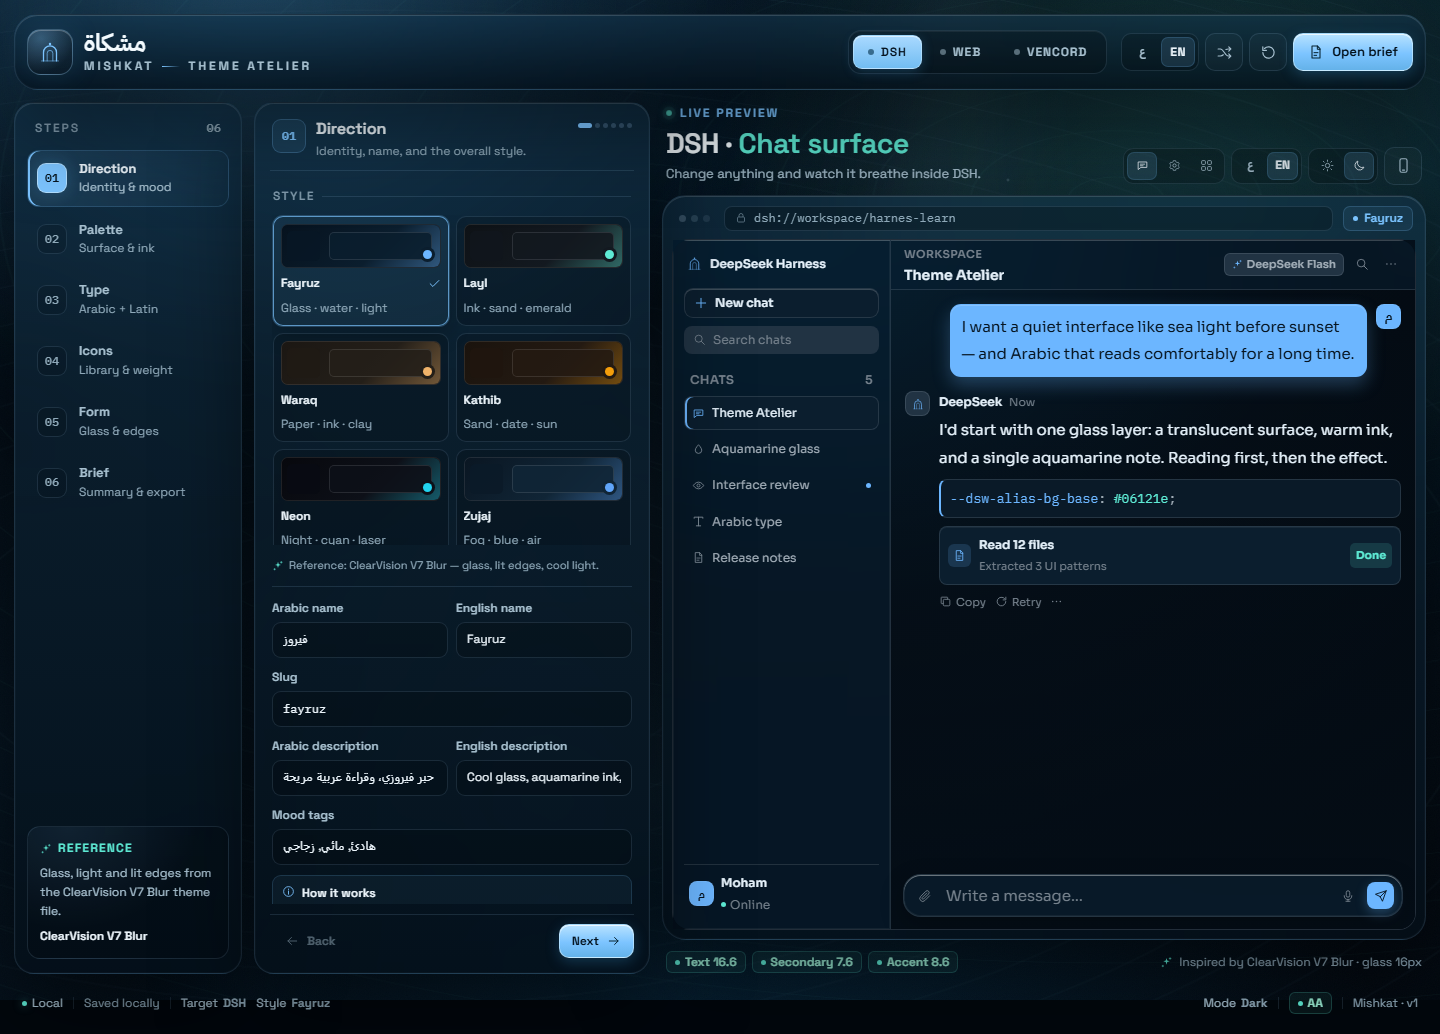 مشكاة
MISHKAT — THEME ATELIER
DSH
WEB
VENCORD
ع
EN
Open brief
STEPS
06
01
Direction
Identity & mood
02
Palette
Surface & ink
03
Type
Arabic + Latin
04
Icons
Library & weight
05
Form
Glass & edges
06
Brief
Summary & export
REFERENCE
Glass, light and lit edges from
the ClearVision V7 Blur theme
file.
ClearVision V7 Blur
01
Direction
Identity, name, and the overall style.
STYLE
Fayruz
Glass · water · light
Layl
Ink · sand · emerald
Waraq
Paper · ink · clay
Kathib
Sand · date · sun
Neon
Night · cyan · laser
Zujaj
Fog · blue · air
Reference: ClearVision V7 Blur — glass, lit edges, cool light.
Arabic name
English name
فيروز
Fayruz
Slug
fayruz
Arabic description
English description
حبر فيروزي، وقراءة عربية مريحة
Cool glass, aquamarine ink,
Mood tags
هادئ, مائي, زجاجي
How it works
Back
Next
LIVE PREVIEW
DSH · Chat surface
Change anything and watch it breathe inside DSH.
ع
EN
dsh://workspace/harnes-learn
Fayruz
DeepSeek Harness
New chat
Search chats
CHATS
5
Theme Atelier
Aquamarine glass
Interface review
Arabic type
Release notes
م
Moham
Online
WORKSPACE
Theme Atelier
DeepSeek Flash
I want a quiet interface like sea light before sunset
— and Arabic that reads comfortably for a long time.
م
DeepSeek Now
I'd start with one glass layer: a translucent surface, warm ink,
and a single aquamarine note. Reading first, then the effect.
--dsw-alias-bg-base: #06121e;
Read 12 files
Extracted 3 UI patterns
Done
Copy
Retry
Write a message...
Text 16.6
Secondary 7.6
Accent 8.6
Inspired by ClearVision V7 Blur · glass 16px
Local
Saved locally
Target DSH
Style Fayruz
Mode Dark
AA
Mishkat · v1